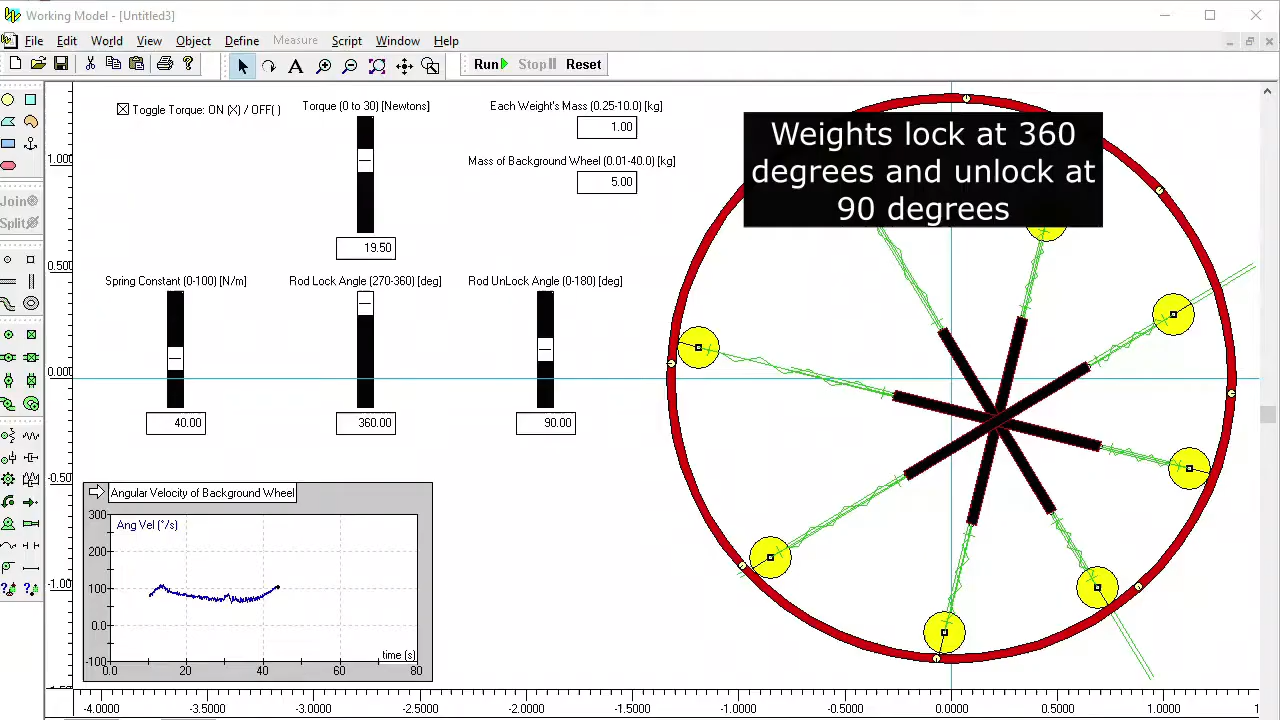 Working Model - [Untitled3]
File Edit World View Object Define Measure Script Window Help
Run Stop Reset
Toggle Torque: ON (X) / OFF( )
Torque (0 to 30) [Newtons]
19.50
Each Weight's Mass (0.25-10.0) [kg]
1.00
Mass of Background Wheel (0.01-40.0) [kg]
5.00
Weights lock at 360
degrees and unlock at
90 degrees
Join
Split
Spring Constant (0-100) [N/m]
40.00
Rod Lock Angle (270-360) [deg]
360.00
Rod UnLock Angle (0-180) [deg]
90.00
Angular Velocity of Background Wheel
Ang Vel (°/s)
300
200
100
0.0
-100
0.0 20 40 60 80
time (s)
1.000
0.500
0.000
-0.500
-1.000
-4.0000 -3.5000 -3.0000 -2.5000 -2.0000 -1.5000 -1.0000 -0.5000 0.0000 0.5000 1.0000